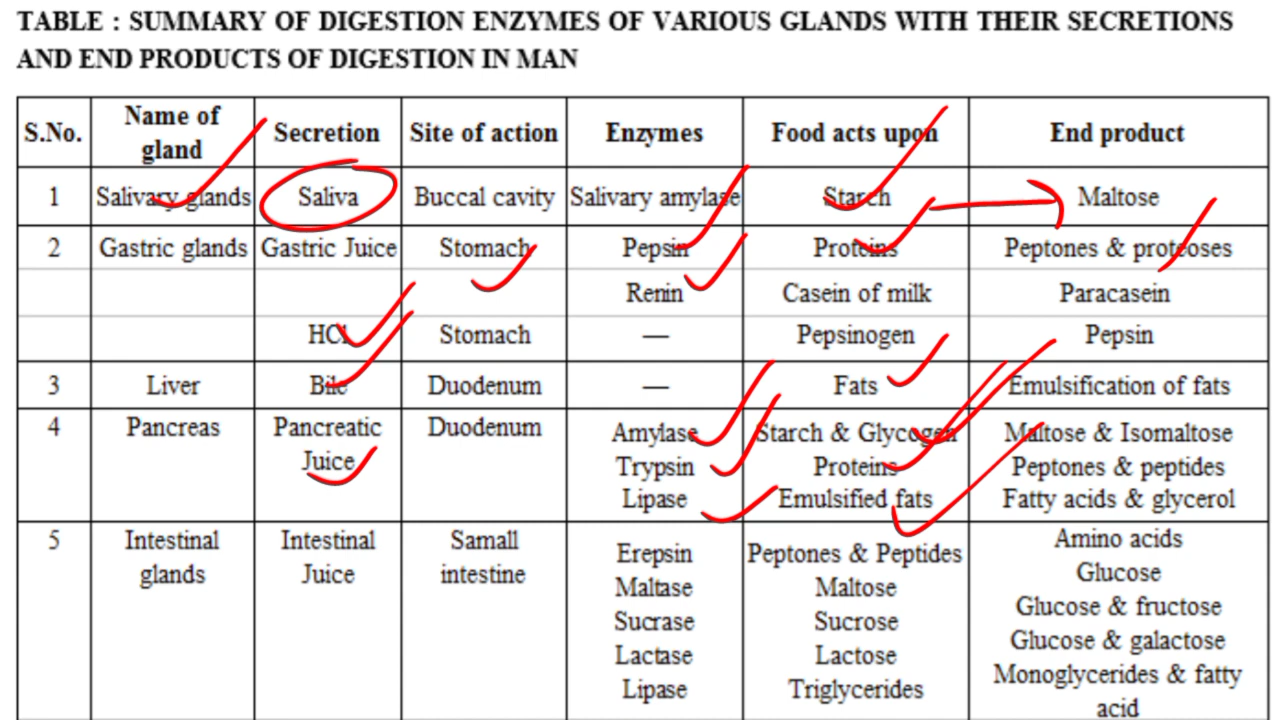 TABLE : SUMMARY OF DIGESTION ENZYMES OF VARIOUS GLANDS WITH THEIR SECRETIONS
AND END PRODUCTS OF DIGESTION IN MAN
S.No. Name of gland Secretion Site of action Enzymes Food acts upon End product
1 Salivary glands Saliva Buccal cavity Salivary amylase Starch Maltose
2 Gastric glands Gastric Juice Stomach Pepsin Proteins Peptones & proteoses
Renin Casein of milk Paracasein
HCl Stomach — Pepsinogen Pepsin
3 Liver Bile Duodenum — Fats Emulsification of fats
4 Pancreas Pancreatic Juice Duodenum Amylase Starch & Glycogen Maltose & Isomaltose
Trypsin Proteins Peptones & peptides
Lipase Emulsified fats Fatty acids & glycerol
5 Intestinal glands Intestinal Juice Samall intestine Erepsin Peptones & Peptides Amino acids
Maltase Maltose Glucose
Sucrase Sucrose Glucose & fructose
Lactase Lactose Glucose & galactose
Lipase Triglycerides Monoglycerides & fatty acid